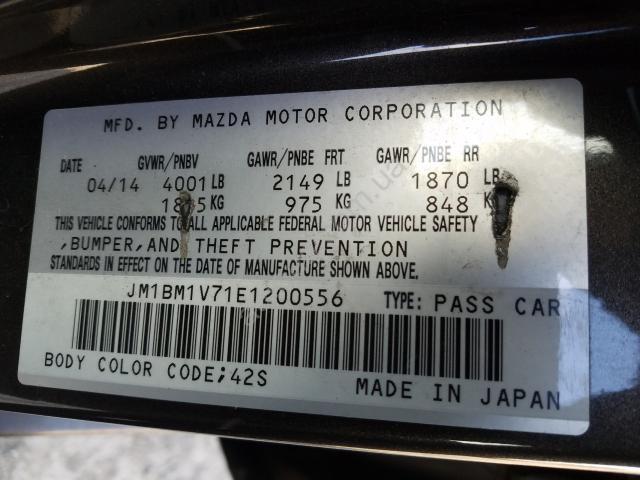 MFD. BY MAZDA MOTOR CORPORATION
DATE GVWR/PNBV GAWR/PNBE FRT GAWR/PNBE RR
04/14 4001 LB 2149 LB 1870 LB
KG 975 KG 848 KG
THIS VEHICLE CONFORMS TO ALL APPLICABLE FEDERAL MOTOR VEHICLE SAFETY
,BUMPER,AND THEFT PREVENTION
STANDARDS IN EFFECT ON THE DATE OF MANUFACTURE SHOWN ABOVE.
JM1BM1V71E1200556 TYPE: PASS CAR
BODY COLOR CODE;42S
MADE IN JAPAN